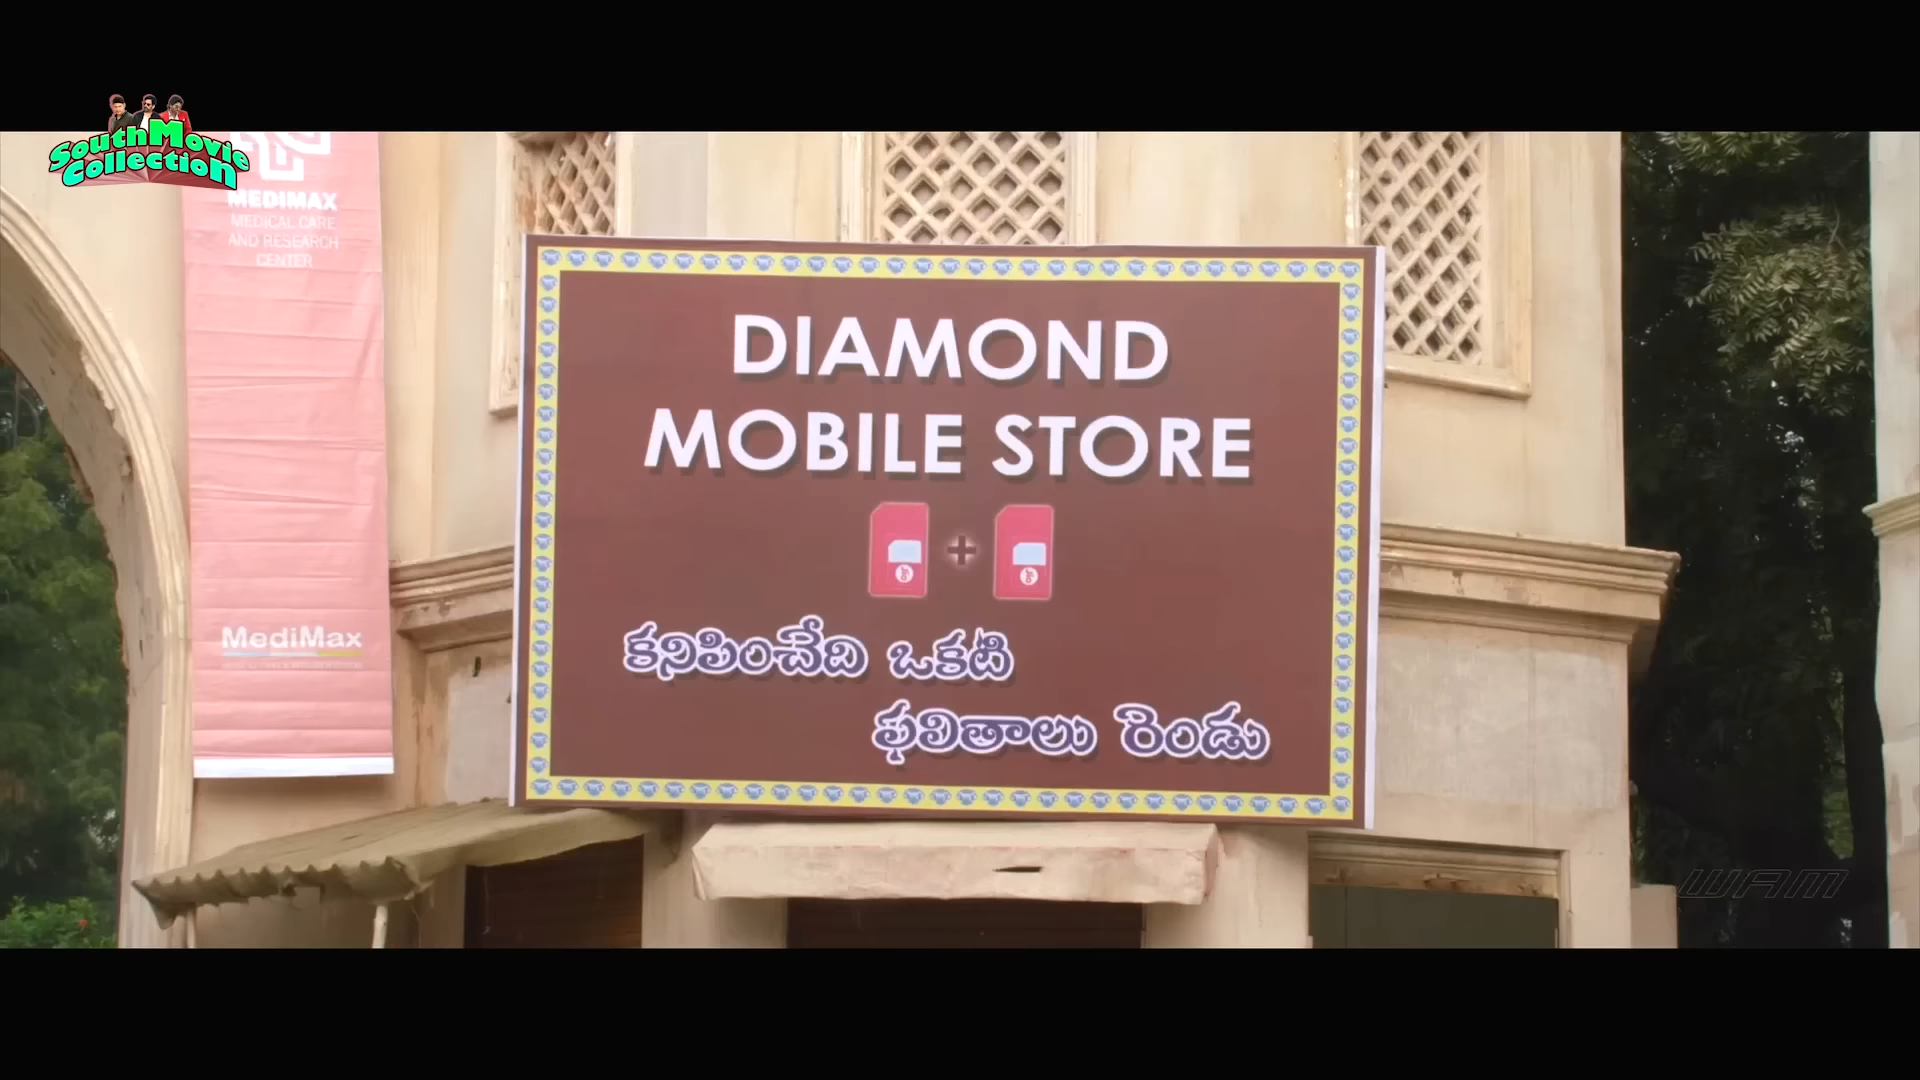 South Movie
Collection
MEDIMAX
MEDICAL CARE
AND RESEARCH
CENTER
DIAMOND
MOBILE STORE
+
కనిపించేది ఒకటి
ఫలితాలు రెండు
MediMax
WAM